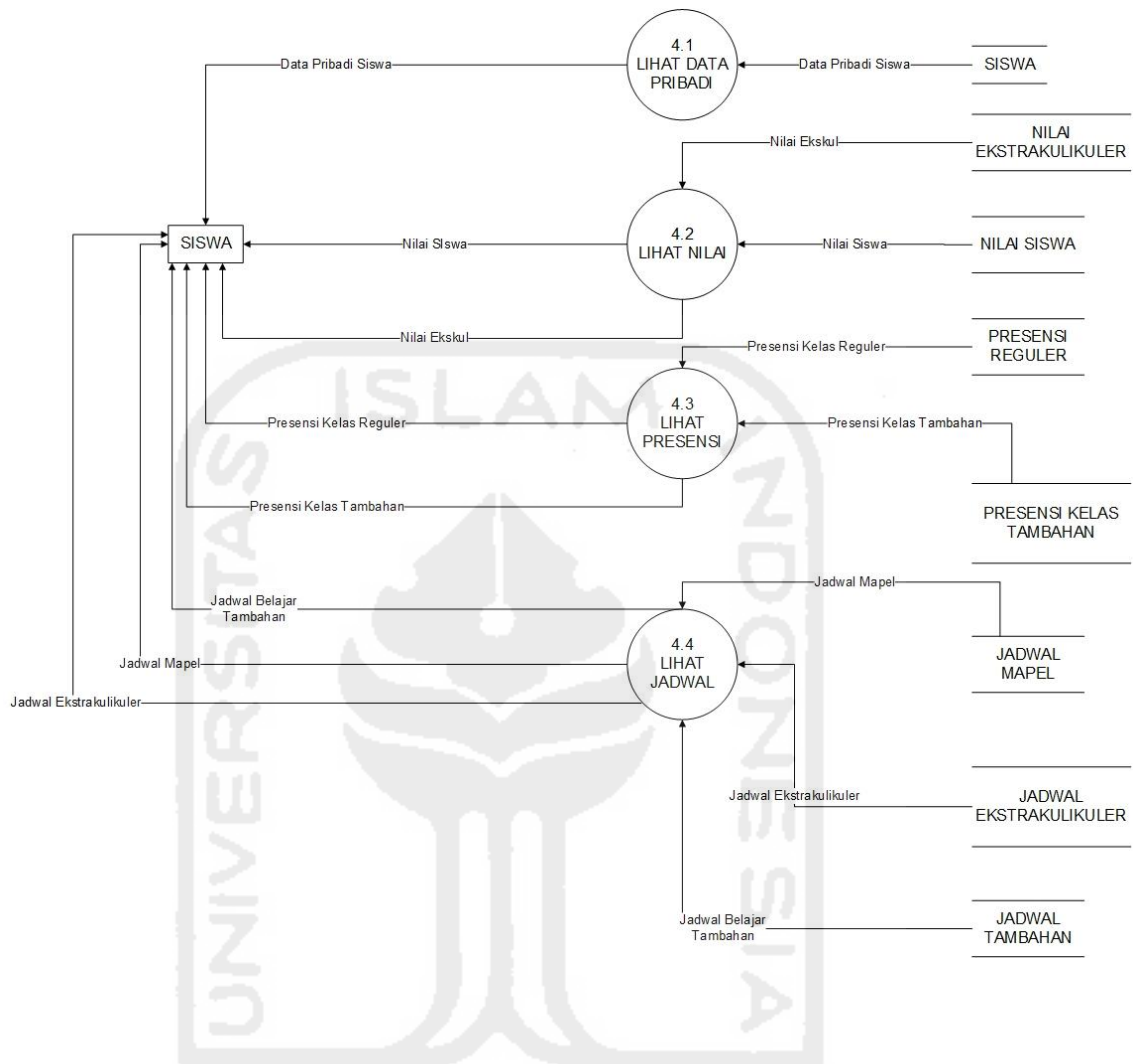 4.1
LIHAT DATA
PRIBADI
Data Pribadi Siswa
Data Pribadi Siswa
SISWA
NILAI
EKSTRAKULIKULER
Nilai Ekskul
SISWA
Nilai SIswa
4.2
LIHAT NILAI
Nilai Siswa
NILAI SISWA
Nilai Ekskul
Presensi Kelas Reguler
PRESENSI
REGULER
4.3
LIHAT
PRESENSI
Presensi Kelas Reguler
Presensi Kelas Tambahan
Presensi Kelas Tambahan
PRESENSI KELAS
TAMBAHAN
Jadwal Mapel
Jadwal Belajar
Tambahan
4.4
LIHAT
JADWAL
Jadwal Mapel
JADWAL
MAPEL
Jadwal Ekstrakulikuler
Jadwal Ekstrakulikuler
JADWAL
EKSTRAKULIKULER
Jadwal Belajar
Tambahan
JADWAL
TAMBAHAN
UNIVERSITAS
ISLAM
INDONESIA